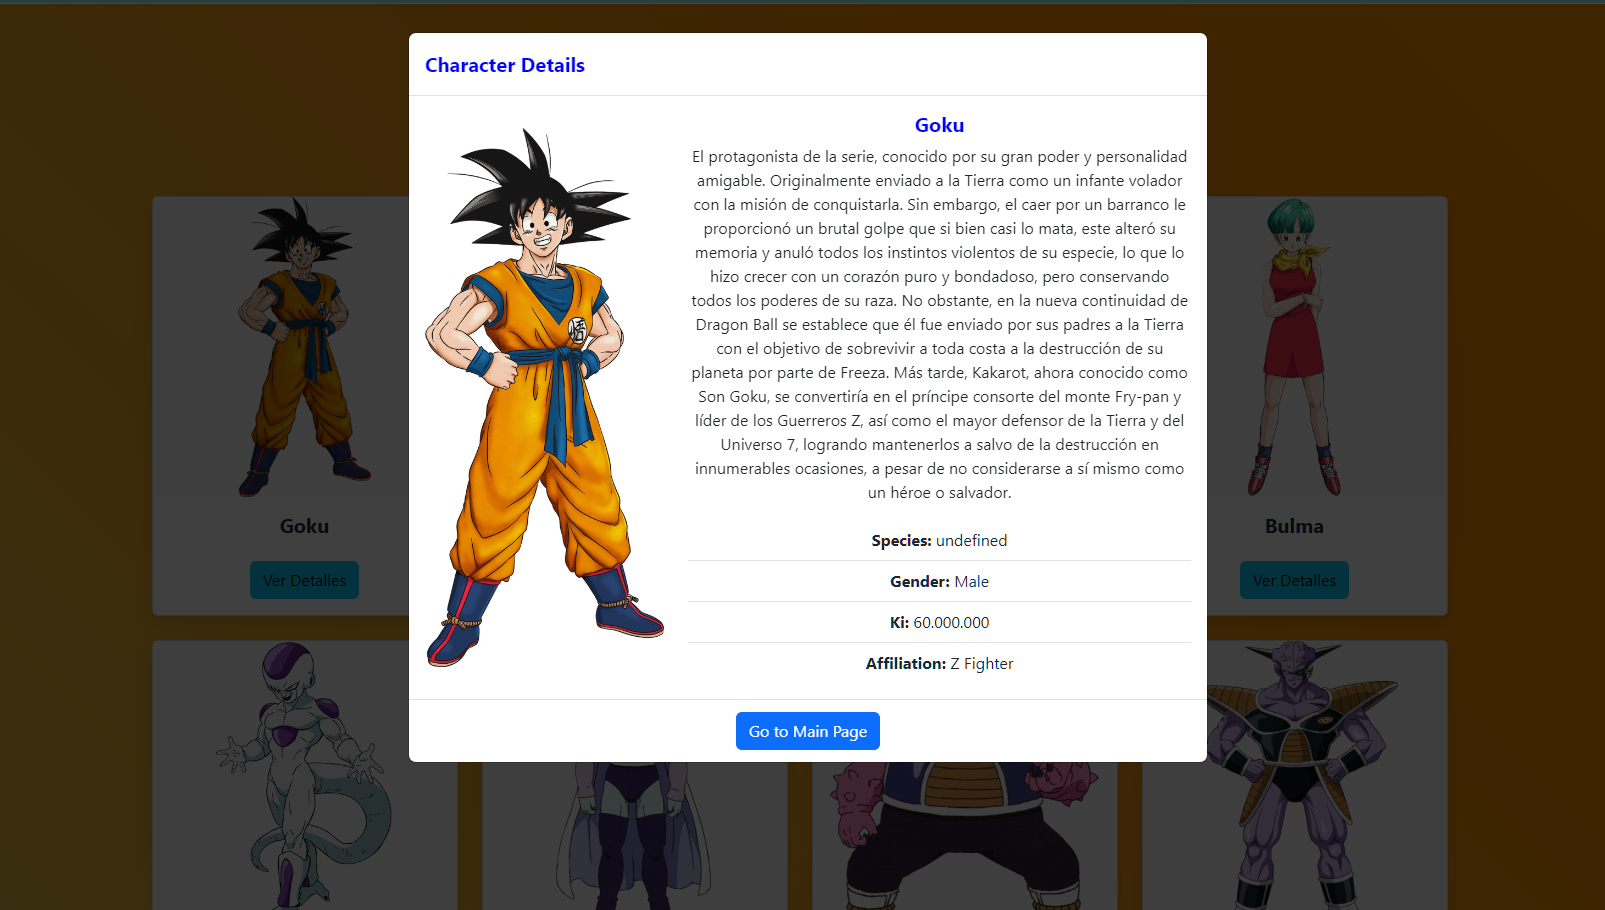 Character Details
Goku
El protagonista de la serie, conocido por su gran poder y personalidad
amigable. Originalmente enviado a la Tierra como un infante volador
con la misión de conquistarla. Sin embargo, el caer por un barranco le
proporcionó un brutal golpe que si bien casi lo mata, este alteró su
memoria y anuló todos los instintos violentos de su especie, lo que lo
hizo crecer con un corazón puro y bondadoso, pero conservando
todos los poderes de su raza. No obstante, en la nueva continuidad de
Dragon Ball se establece que él fue enviado por sus padres a la Tierra
con el objetivo de sobrevivir a toda costa a la destrucción de su
planeta por parte de Freeza. Más tarde, Kakarot, ahora conocido como
Son Goku, se convertiría en el príncipe consorte del monte Fry-pan y
líder de los Guerreros Z, así como el mayor defensor de la Tierra y del
Universo 7, logrando mantenerlos a salvo de la destrucción en
innumerables ocasiones, a pesar de no considerarse a sí mismo como
un héroe o salvador.
Species: undefined
Gender: Male
Ki: 60.000.000
Affiliation: Z Fighter
Go to Main Page
Goku
Ver Detalles
Bulma
Ver Detalles
悟